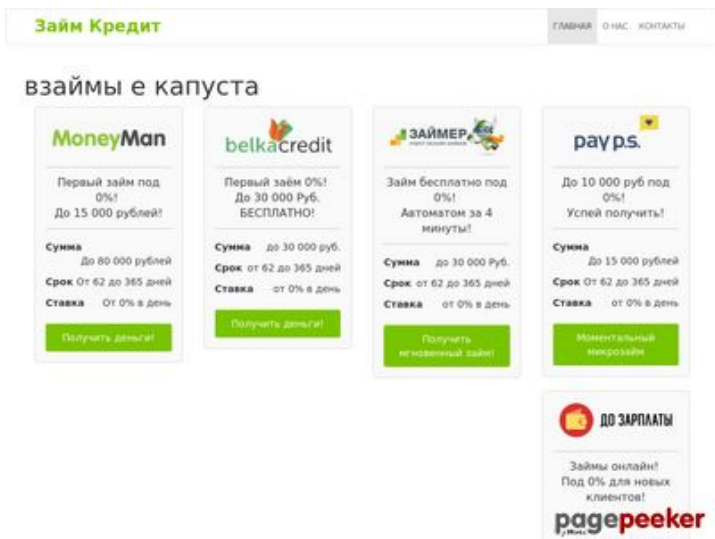 Займ Кредит
ГЛАВНАЯ О НАС КОНТАКТЫ
взаймы е капуста
MoneyMan
Первый займ под
0%!
До 15 000 рублей!
Сумма
До 80 000 рублей
Срок От 62 до 365 дней
Ставка От 0% в день
Получить деньги!
belkacredit
Первый заём 0%!
До 30 000 Руб.
БЕСПЛАТНО!
Сумма до 30 000 руб.
Срок от 62 до 365 дней
Ставка от 0% в день
Получить деньги!
ЗАЙМЕР
Займ бесплатно под
0%!
Автоматом за 4
минуты!
Сумма до 30 000 Руб.
Срок от 62 до 365 дней
Ставка от 0% в день
Получить
мгновенный займ!
pay p.s.
До 10 000 руб под
0%!
Успей получить!
Сумма
До 15 000 рублей
Срок От 62 до 365 дней
Ставка от 0% в день
Моментальный
микрозайм
ДО ЗАРПЛАТЫ
Займы онлайн!
Под 0% для новых
клиентов!
pagepeeker